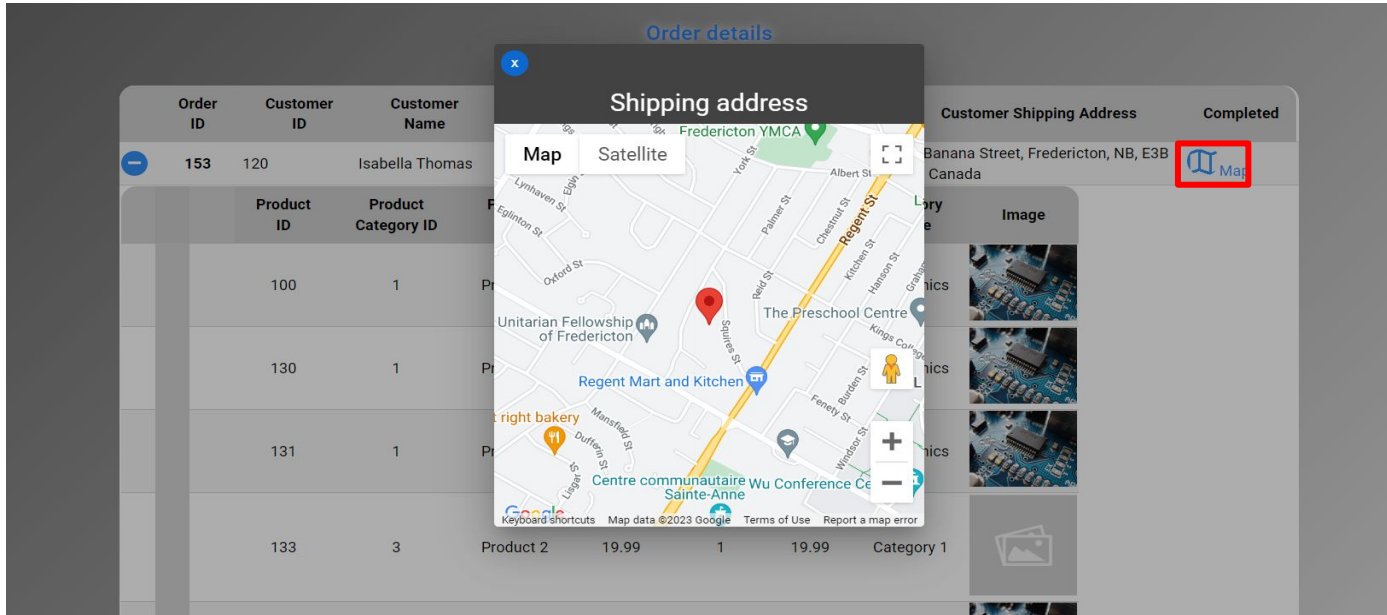 Order details
x
Shipping address
Order ID
Customer ID
Customer Name
Customer Shipping Address
Completed
153
120
Isabella Thomas
Banana Street, Fredericton, NB, E3B
Canada
Map
Product ID
Product Category ID
Image
100
1
130
1
131
1
133
3
Product 2
19.99
1
19.99
Category 1
Map
Satellite
Fredericton YMCA
York St
Albert St
Elgin
Lynhaven St
Eglinton St
Palmer St
Chestnut St
Regent St
Kitchen St
Hanson St
Oxford St
Reid St
The Preschool Centre
Unitarian Fellowship
of Fredericton
Squires St
Regent Mart and Kitchen
Burden St
Fenety St
right bakery
Mansfield St
Dufferin St
Windsor St
Lisgar St
Centre communautaire
Sainte-Anne
Wu Conference
Google
Keyboard shortcuts
Map data ©2023 Google
Terms of Use
Report a map error